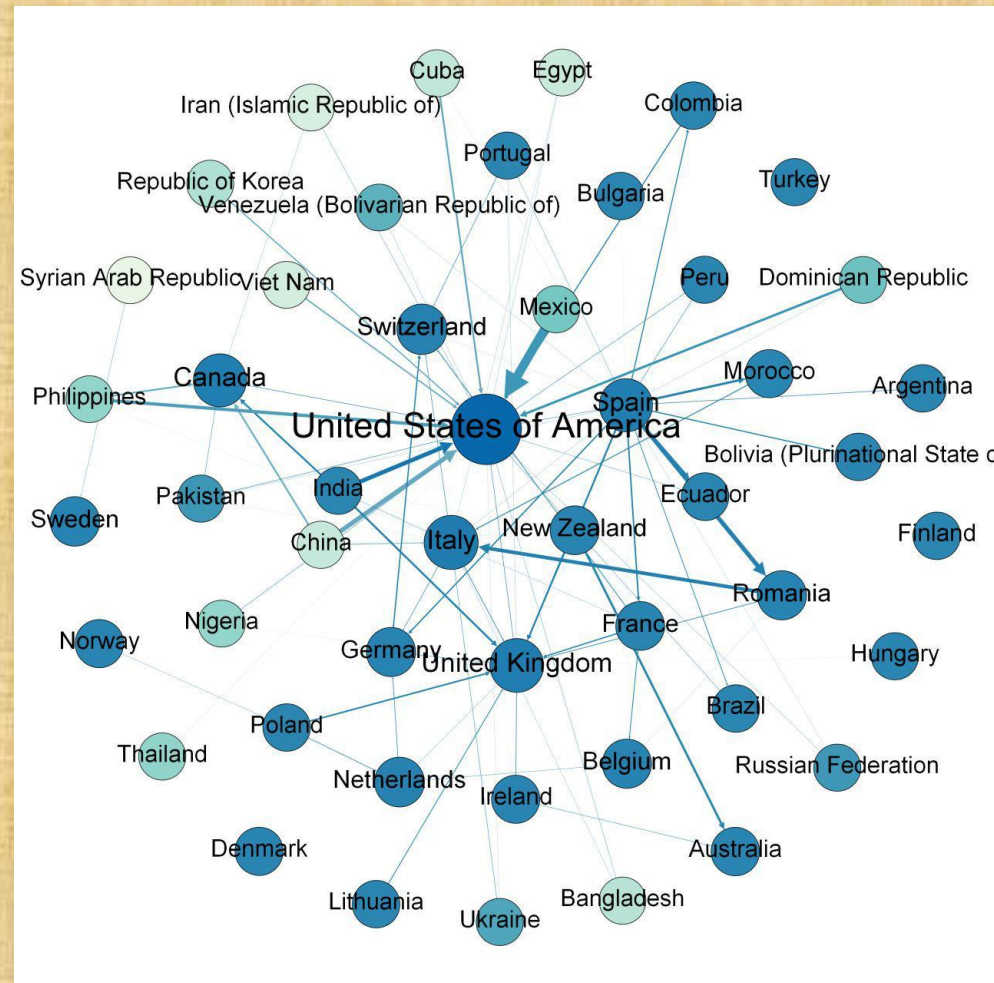 Cuba
Egypt
Iran (Islamic Republic of)
Colombia
Portugal
Turkey
Republic of Korea
Bulgaria
Venezuela (Bolivarian Republic of)
Syrian Arab Republic
Viet Nam
Peru
Dominican Republic
Mexico
Switzerland
Canada
Morocco
Argentina
Philippines
Spain
United States of America
Bolivia (Plurinational State o
India
Ecuador
Pakistan
Sweden
New Zealand
Finland
China
Italy
Romania
Nigeria
France
Norway
Germany
United Kingdom
Hungary
Brazil
Poland
Thailand
Belgium
Russian Federation
Netherlands
Ireland
Denmark
Australia
Lithuania
Bangladesh
Ukraine